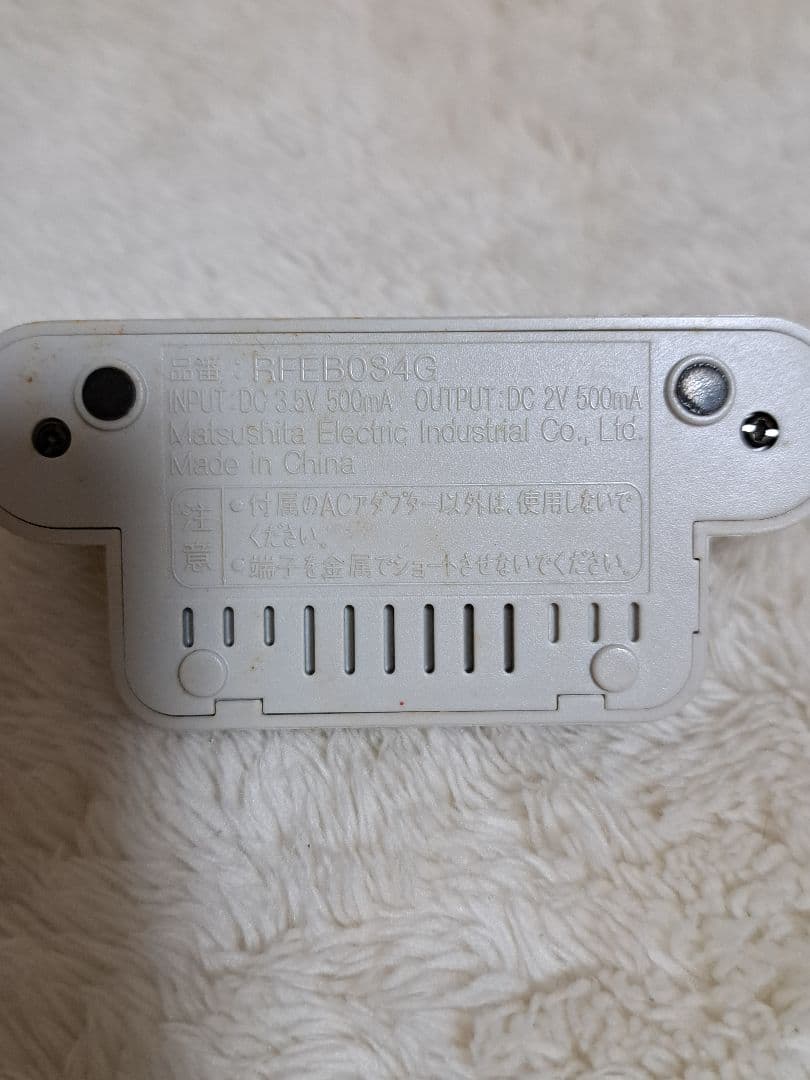 品番：RFEB084G
INPUT：DC 3.5V 500mA OUTPUT：DC 2V 500mA
Matsushita Electric Industrial Co., Ltd.
Made in China
注意
●付属のACアダプター以外は、使用しないで
ください。
●端子を金属でショートさせないでください。